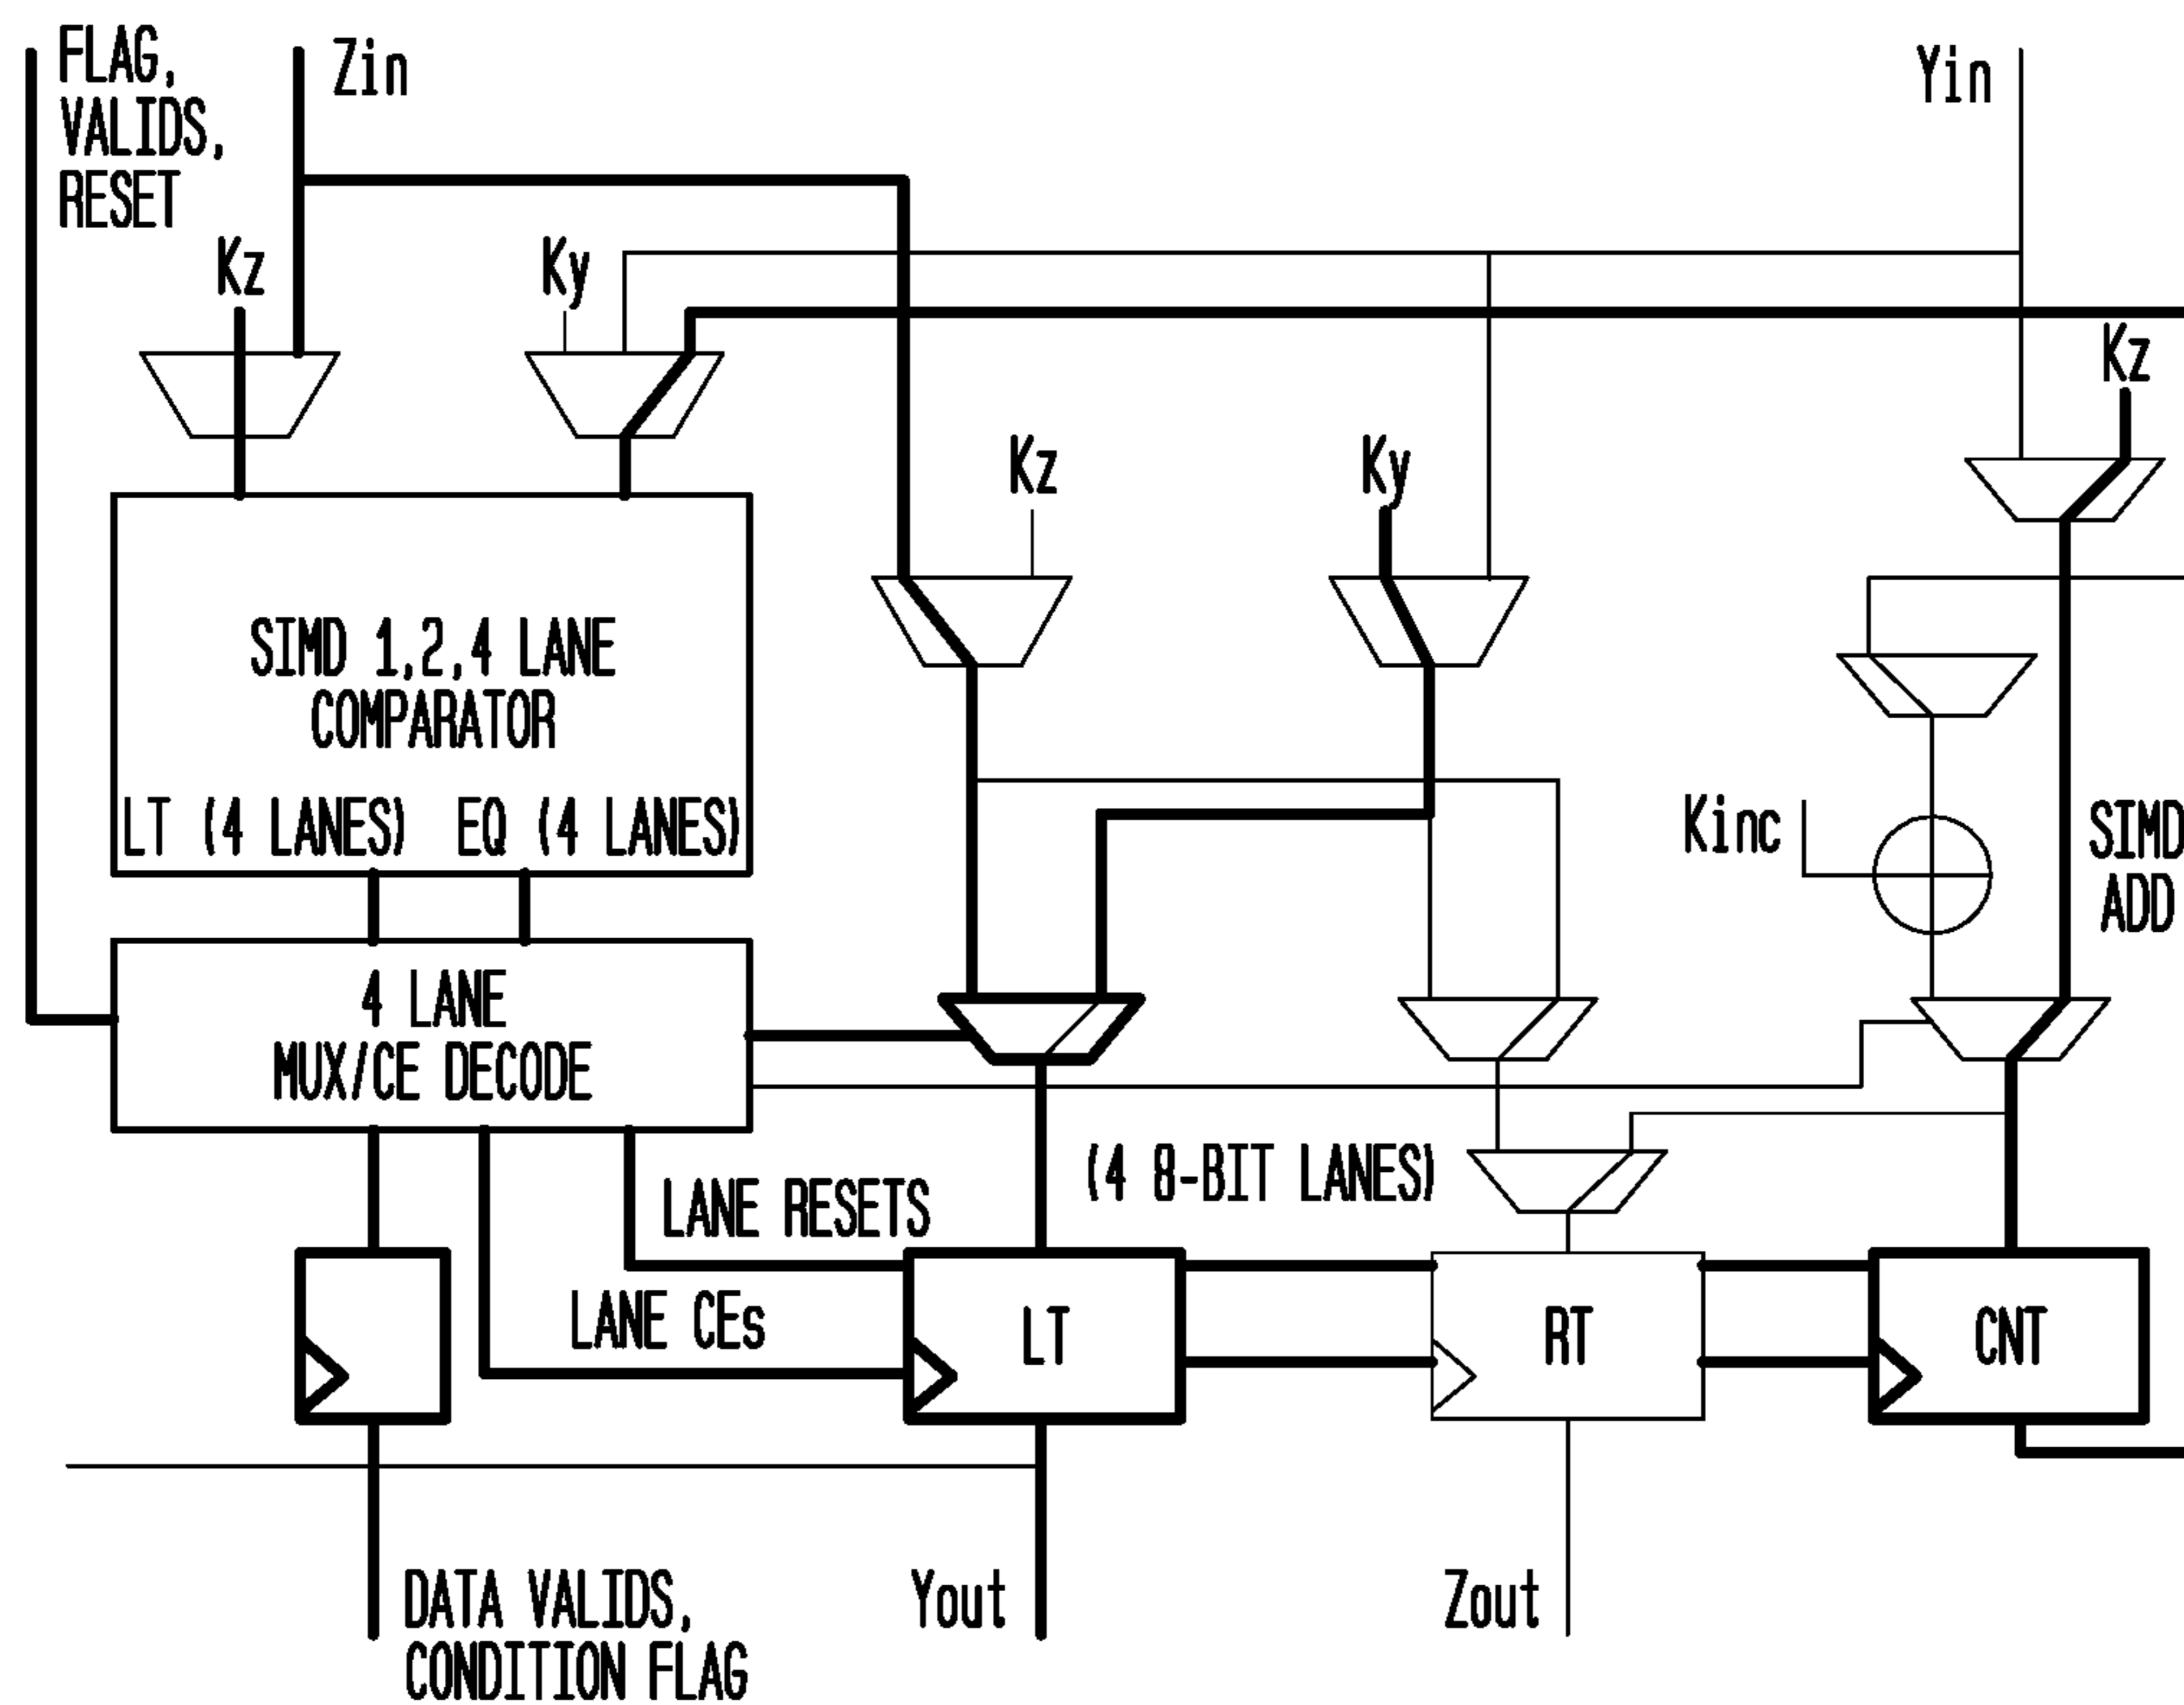 FLAG,
VALIDS,
RESET
Zin
Yin
Kz
Ky
Kz
Kz
Ky
SIMD 1,2,4 LANE
COMPARATOR
LT (4 LANES) EQ (4 LANES)
Kinc
SIMD
ADD
4 LANE
MUX/CE DECODE
(4 8-BIT LANES)
LANE RESETS
LANE CEs
LT
RT
CNT
DATA VALIDS,
CONDITION FLAG
Yout
Zout